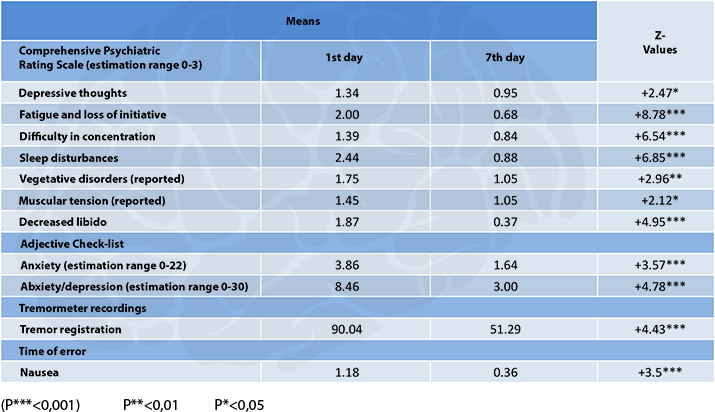 Means
Z-
Values
Comprehensive Psychiatric
Rating Scale (estimation range 0-3) 1st day 7th day
Depressive thoughts 1.34 0.95 +2.47*
Fatigue and loss of initiative 2.00 0.68 +8.78***
Difficulty in concentration 1.39 0.84 +6.54***
Sleep disturbances 2.44 0.88 +6.85***
Vegetative disorders (reported) 1.75 1.05 +2.96**
Muscular tension (reported) 1.45 1.05 +2.12*
Decreased libido 1.87 0.37 +4.95***
Adjective Check-list
Anxiety (estimation range 0-22) 3.86 1.64 +3.57***
Abxiety/depression (estimation range 0-30) 8.46 3.00 +4.78***
Tremormeter recordings
Tremor registration 90.04 51.29 +4.43***
Time of error
Nausea 1.18 0.36 +3.5***
(P***<0,001) P**<0,01 P*<0,05